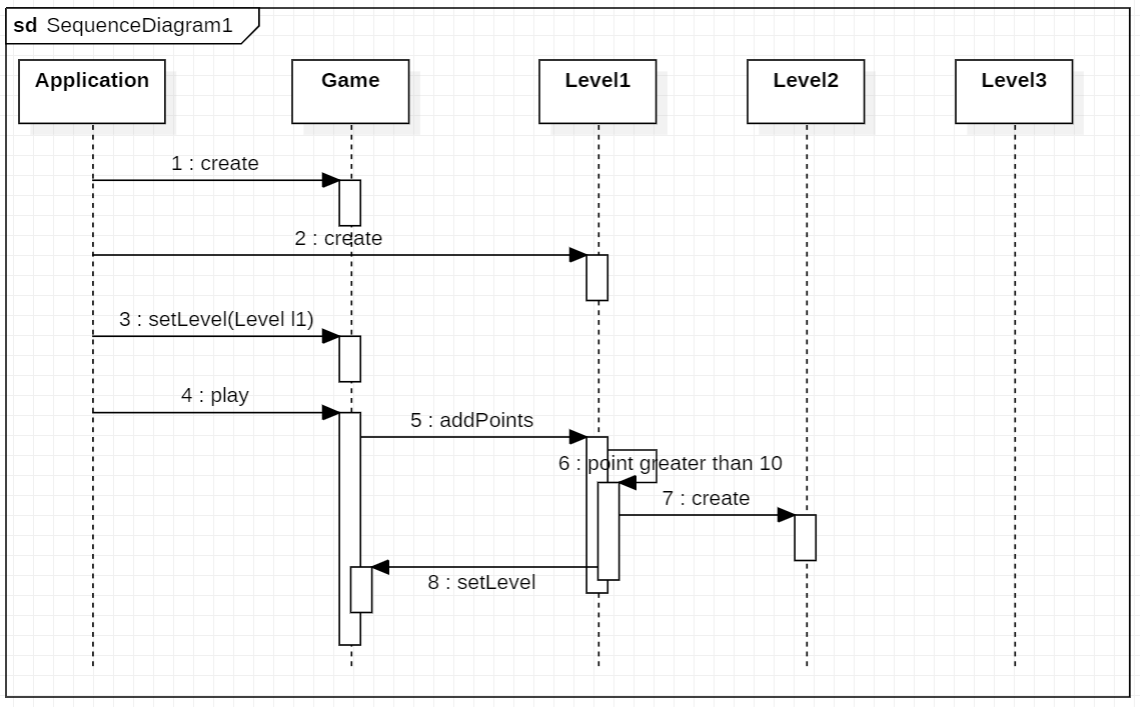 sd SequenceDiagram1
Application
Game
Level1
Level2
Level3
1 : create
2 : create
3 : setLevel(Level l1)
4 : play
5 : addPoints
6 : point greater than 10
7 : create
8 : setLevel